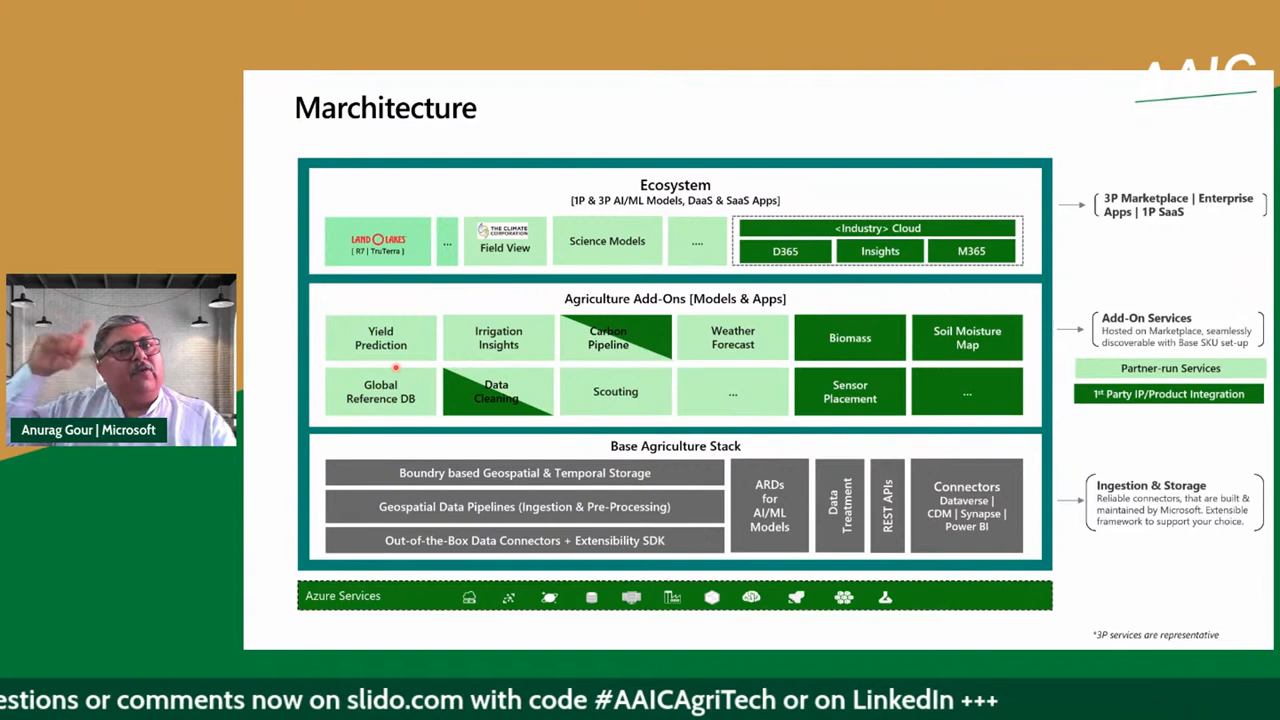 AAIC
Marchitecture
Ecosystem
[1P & 3P AI/ML Models, DaaS & SaaS Apps]
LAND O LAKES
[ R7 | TruTerra ]
...
THE CLIMATE
CORPORATION
Field View
Science Models
....
<Industry> Cloud
D365
Insights
M365
3P Marketplace | Enterprise
Apps | 1P SaaS
Agriculture Add-Ons [Models & Apps]
Yield
Prediction
Irrigation
Insights
Carbon
Pipeline
Weather
Forecast
Biomass
Soil Moisture
Map
Global
Reference DB
Data
Cleaning
Scouting
...
Sensor
Placement
...
Add-On Services
Hosted on Marketplace, seamlessly
discoverable with Base SKU set-up
Partner-run Services
1st Party IP/Product Integration
Base Agriculture Stack
Boundry based Geospatial & Temporal Storage
Geospatial Data Pipelines (Ingestion & Pre-Processing)
Out-of-the-Box Data Connectors + Extensibility SDK
ARDs
for
AI/ML
Models
Data
Treatment
REST APIs
Connectors
Dataverse |
CDM | Synapse |
Power BI
Ingestion & Storage
Reliable connectors, that are built &
maintained by Microsoft. Extensible
framework to support your choice.
Azure Services
*3P services are representative
Anurag Gour | Microsoft
estions or comments now on slido.com with code #AAICAgriTech or on LinkedIn +++